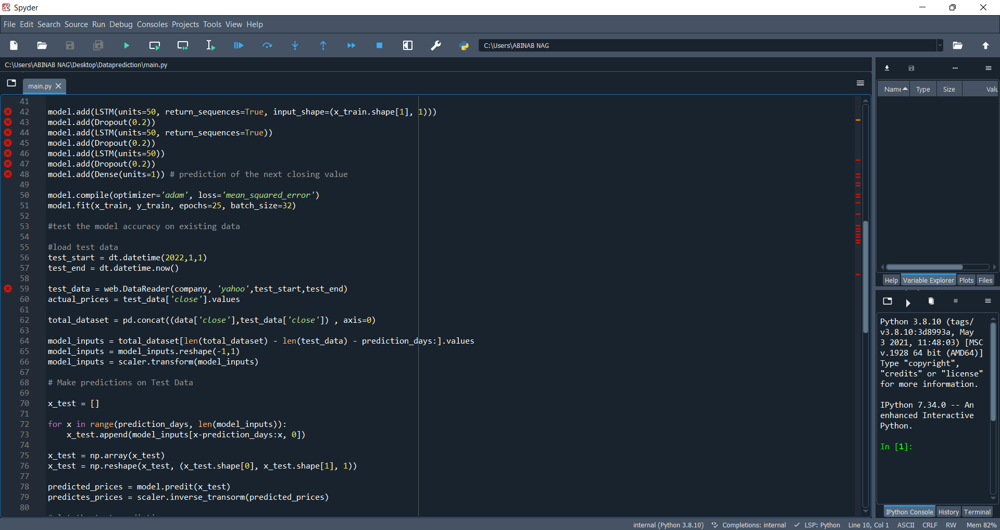 Spyder
File Edit Search Source Run Debug Consoles Projects Tools View Help
C:\Users\ABINAB NAG
C:\Users\ABINAB NAG\Desktop\Dataprediction\main.py
main.py
41
42 model.add(LSTM(units=50, return_sequences=True, input_shape=(x_train.shape[1], 1)))
43 model.add(Dropout(0.2))
44 model.add(LSTM(units=50, return_sequences=True))
45 model.add(Dropout(0.2))
46 model.add(LSTM(units=50))
47 model.add(Dropout(0.2))
48 model.add(Dense(units=1)) # prediction of the next closing value
49
50 model.compile(optimizer='adam', loss='mean_squared_error')
51 model.fit(x_train, y_train, epochs=25, batch_size=32)
52
53 #test the model accuracy on existing data
54
55 #load test data
56 test_start = dt.datetime(2022,1,1)
57 test_end = dt.datetime.now()
58
59 test_data = web.DataReader(company, 'yahoo',test_start,test_end)
60 actual_prices = test_data['close'].values
61
62 total_dataset = pd.concat((data['close'],test_data['close']) , axis=0)
63
64 model_inputs = total_dataset[len(total_dataset) - len(test_data) - prediction_days:].values
65 model_inputs = model_inputs.reshape(-1,1)
66 model_inputs = scaler.transform(model_inputs)
67
68 # Make predictions on Test Data
69
70 x_test = []
71
72 for x in range(prediction_days, len(model_inputs)):
73     x_test.append(model_inputs[x-prediction_days:x, 0])
74
75 x_test = np.array(x_test)
76 x_test = np.reshape(x_test, (x_test.shape[0], x_test.shape[1], 1))
77
78 predicted_prices = model.predit(x_test)
79 predictes_prices = scaler.inverse_transorm(predicted_prices)
80
Name Type Size Valu
Help Variable Explorer Plots Files
Python 3.8.10 (tags/
v3.8.10:3d8993a, May
3 2021, 11:48:03) [MSC
v.1928 64 bit (AMD64)]
Type "copyright",
"credits" or "license"
for more information.
IPython 7.34.0 -- An
enhanced Interactive
Python.
In [1]:
IPython Console History Terminal
internal (Python 3.8.10) Completions: internal LSP: Python Line 10, Col 1 ASCII CRLF RW Mem 82%